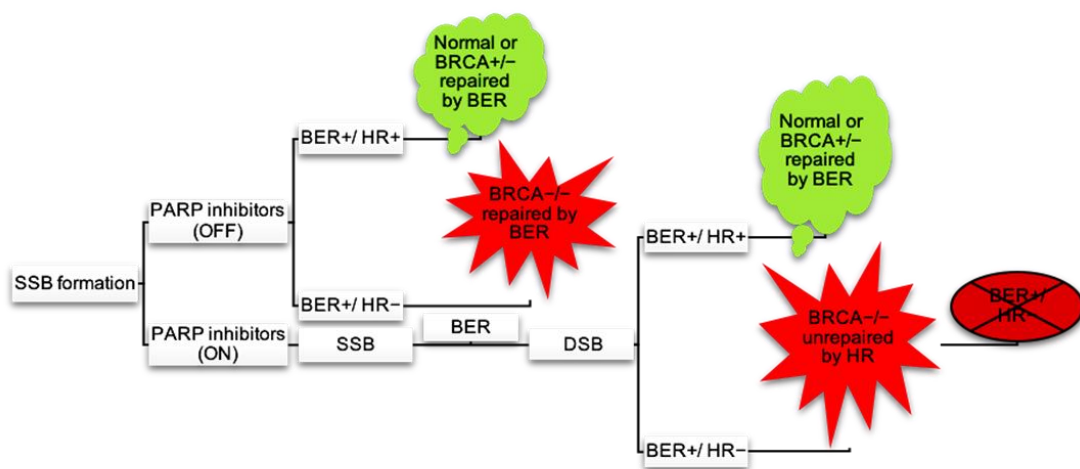 Normal or
BRCA+/−
repaired
by BER
BER+/ HR+
Normal or
BRCA+/−
repaired
by BER
BRCA−/−
repaired by
BER
PARP inhibitors
(OFF)
BER+/ HR+
SSB formation
BER+/ HR−
BER+/
HR−
BER
BRCA−/−
unrepaired
by HR
PARP inhibitors
(ON)
SSB
DSB
BER+/ HR−